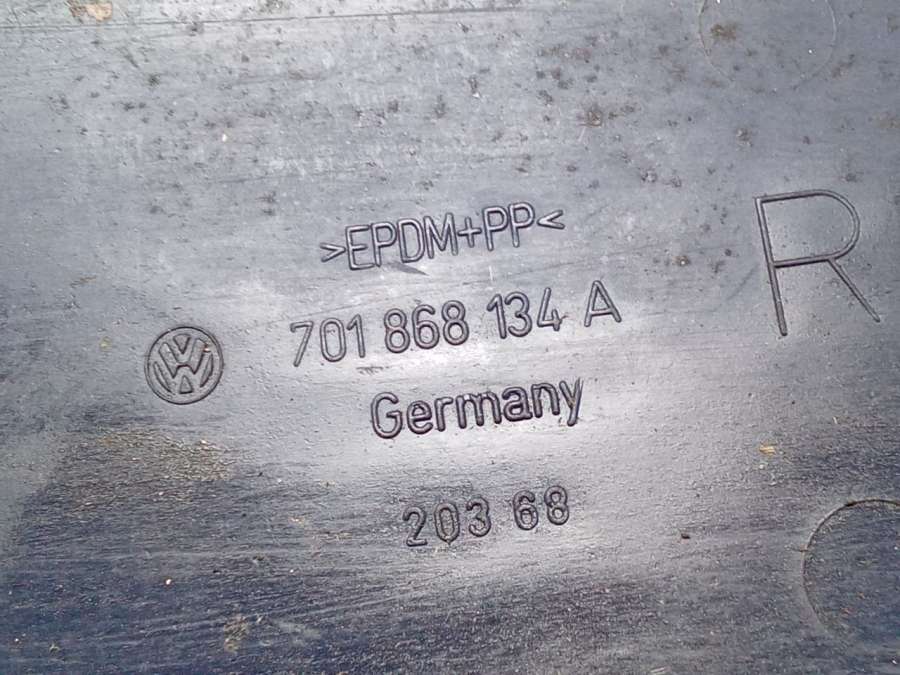 >EPDM+PP<
R
701 868 134 A
Germany
203 68